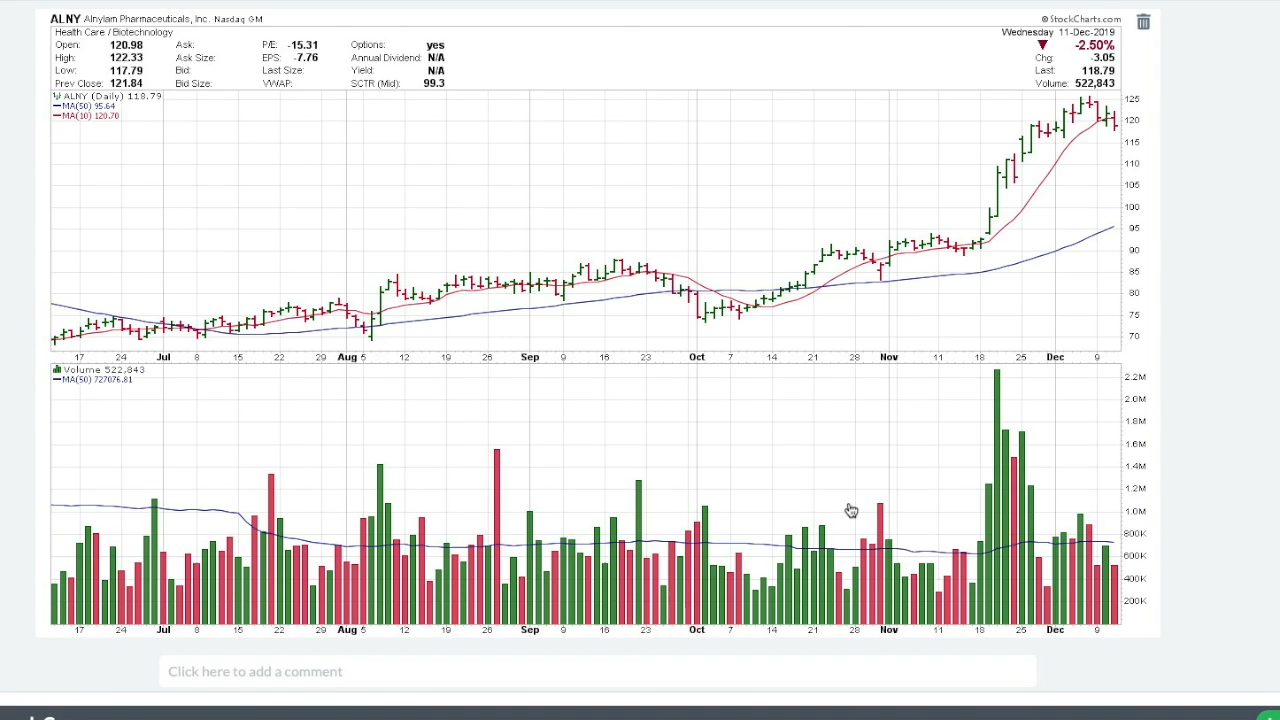 ALNY Alnylam Pharmaceuticals, Inc. Nasdaq GM © StockCharts.com
Health Care / Biotechnology Wednesday 11-Dec-2019
Open: 120.98 Ask: P/E: -15.31 Options: yes ▼ -2.50%
High: 122.33 Ask Size: EPS: -7.76 Annual Dividend: N/A Chg: -3.05
Low: 117.79 Bid: Last Size: Yield: N/A Last: 118.79
Prev Close: 121.84 Bid Size: VWAP: SCTR (Mid): 99.3 Volume: 522,843
ALNY (Daily) 118.79
MA(50) 95.64
MA(10) 120.70
125
120
115
110
105
100
95
90
85
80
75
70
17 24 Jul 8 15 22 29 Aug 5 12 19 26 Sep 9 16 23 Oct 7 14 21 28 Nov 11 18 25 Dec 9
Volume 522,843
MA(50) 727076.81
2.2M
2.0M
1.8M
1.6M
1.4M
1.2M
1.0M
800K
600K
400K
200K
17 24 Jul 8 15 22 29 Aug 5 12 19 26 Sep 9 16 23 Oct 7 14 21 28 Nov 11 18 25 Dec 9
Click here to add a comment